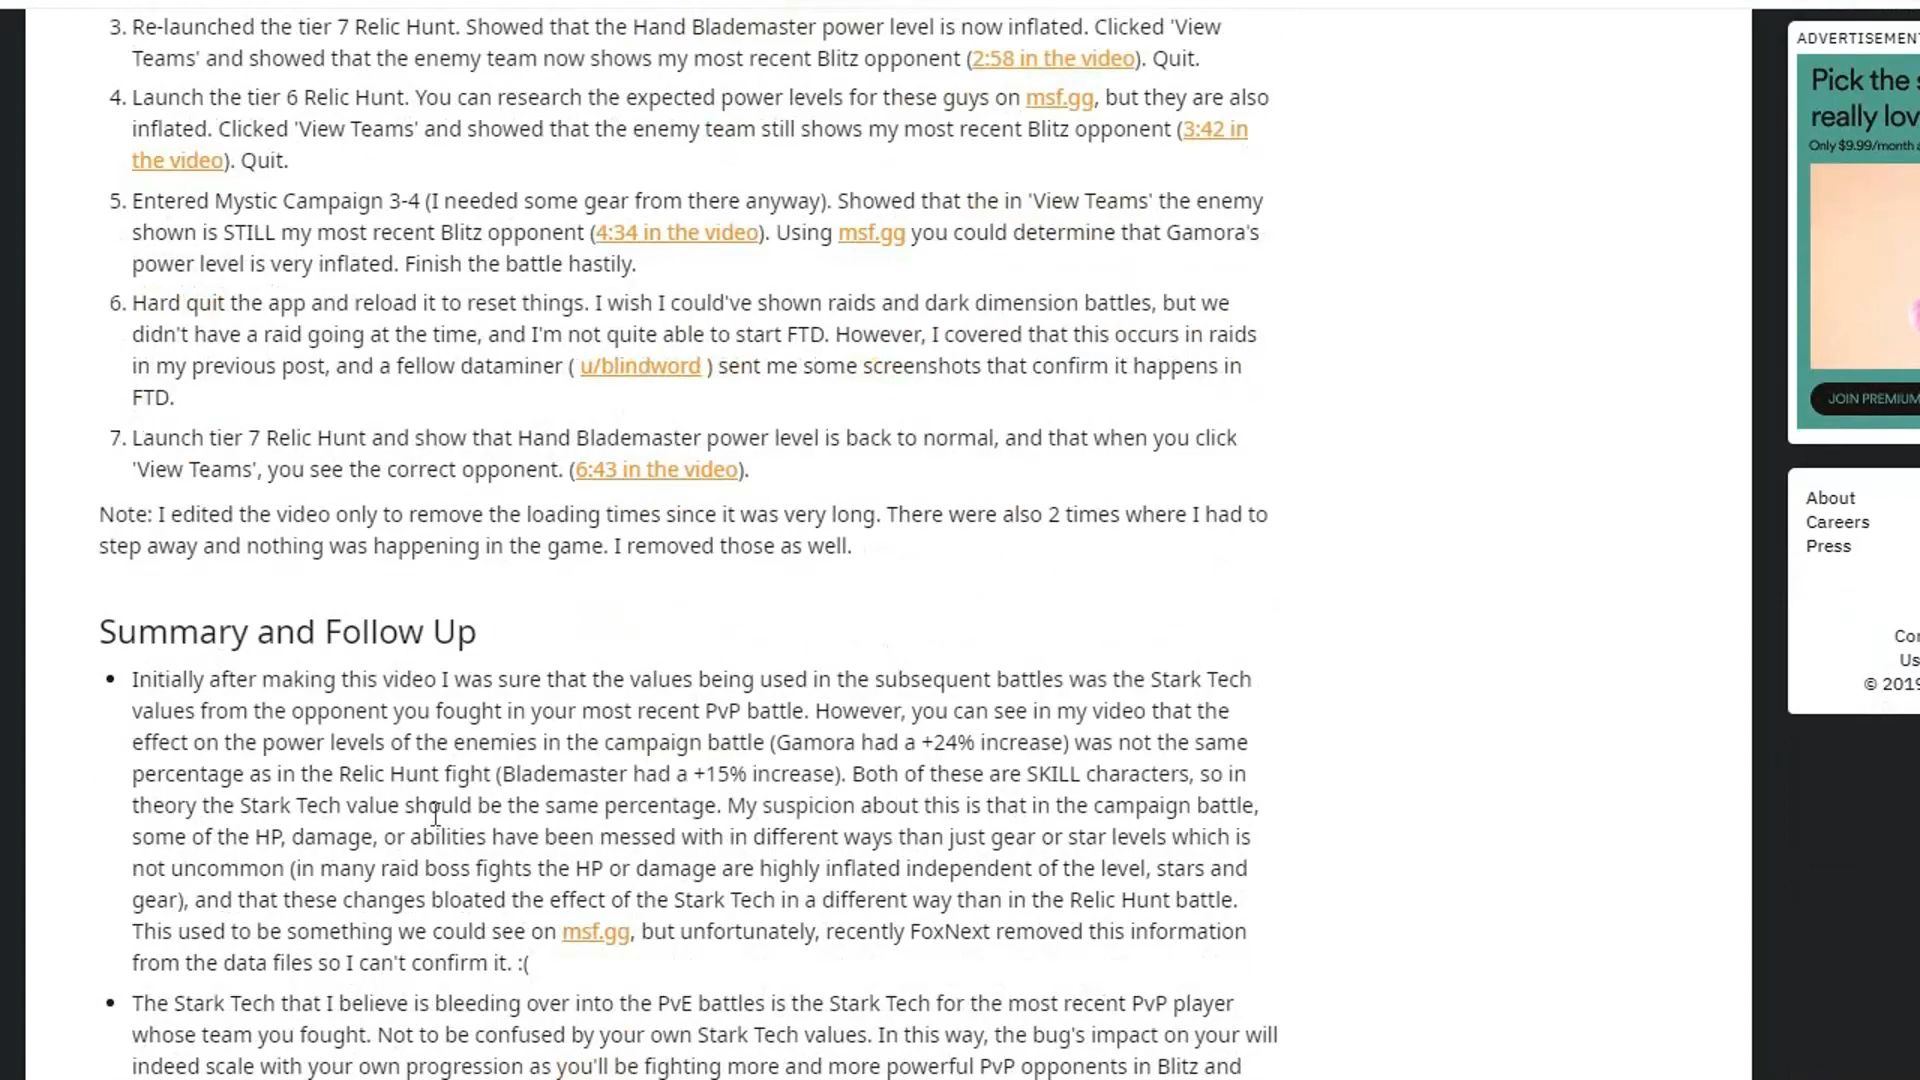 3. Re-launched the tier 7 Relic Hunt. Showed that the Hand Blademaster power level is now inflated. Clicked 'View
Teams' and showed that the enemy team now shows my most recent Blitz opponent (2:58 in the video). Quit.
4. Launch the tier 6 Relic Hunt. You can research the expected power levels for these guys on msf.gg, but they are also
inflated. Clicked 'View Teams' and showed that the enemy team still shows my most recent Blitz opponent (3:42 in
the video). Quit.
5. Entered Mystic Campaign 3-4 (I needed some gear from there anyway). Showed that the in 'View Teams' the enemy
shown is STILL my most recent Blitz opponent (4:34 in the video). Using msf.gg you could determine that Gamora's
power level is very inflated. Finish the battle hastily.
6. Hard quit the app and reload it to reset things. I wish I could've shown raids and dark dimension battles, but we
didn't have a raid going at the time, and I'm not quite able to start FTD. However, I covered that this occurs in raids
in my previous post, and a fellow dataminer ( u/blindword ) sent me some screenshots that confirm it happens in
FTD.
7. Launch tier 7 Relic Hunt and show that Hand Blademaster power level is back to normal, and that when you click
'View Teams', you see the correct opponent. (6:43 in the video).
Note: I edited the video only to remove the loading times since it was very long. There were also 2 times where I had to
step away and nothing was happening in the game. I removed those as well.
Summary and Follow Up
• Initially after making this video I was sure that the values being used in the subsequent battles was the Stark Tech
values from the opponent you fought in your most recent PvP battle. However, you can see in my video that the
effect on the power levels of the enemies in the campaign battle (Gamora had a +24% increase) was not the same
percentage as in the Relic Hunt fight (Blademaster had a +15% increase). Both of these are SKILL characters, so in
theory the Stark Tech value should be the same percentage. My suspicion about this is that in the campaign battle,
some of the HP, damage, or abilities have been messed with in different ways than just gear or star levels which is
not uncommon (in many raid boss fights the HP or damage are highly inflated independent of the level, stars and
gear), and that these changes bloated the effect of the Stark Tech in a different way than in the Relic Hunt battle.
This used to be something we could see on msf.gg, but unfortunately, recently FoxNext removed this information
from the data files so I can't confirm it. :(
• The Stark Tech that I believe is bleeding over into the PvE battles is the Stark Tech for the most recent PvP player
whose team you fought. Not to be confused by your own Stark Tech values. In this way, the bug's impact on your will
indeed scale with your own progression as you'll be fighting more and more powerful PvP opponents in Blitz and
ADVERTISEMENT
Pick the
really lov
Only $9.99/month
JOIN PREMIUM
About
Careers
Press
Con
Us
© 2019